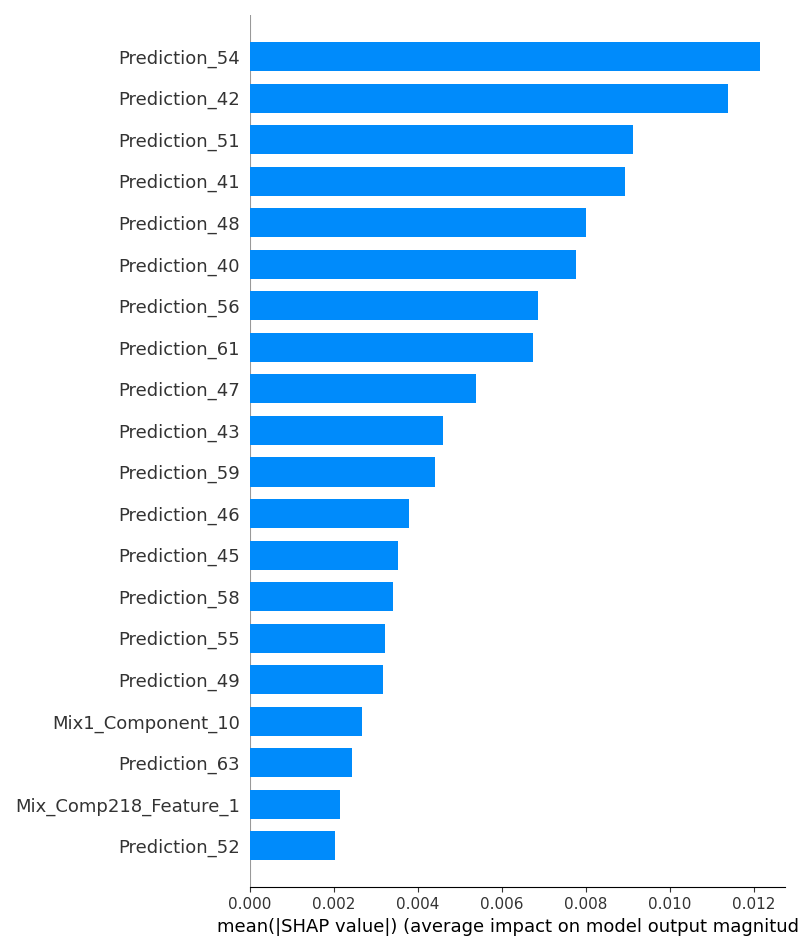 Prediction_54
Prediction_42
Prediction_51
Prediction_41
Prediction_48
Prediction_40
Prediction_56
Prediction_61
Prediction_47
Prediction_43
Prediction_59
Prediction_46
Prediction_45
Prediction_58
Prediction_55
Prediction_49
Mix1_Component_10
Prediction_63
Mix_Comp218_Feature_1
Prediction_52
0.000 0.002 0.004 0.006 0.008 0.010 0.012
mean(|SHAP value|) (average impact on model output magnitud